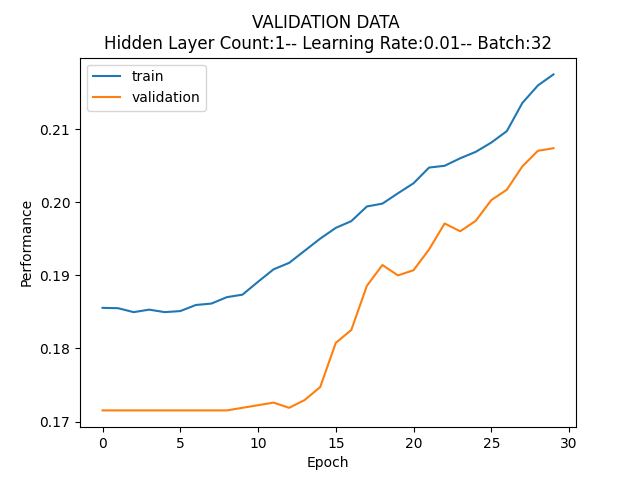 VALIDATION DATA
Hidden Layer Count:1-- Learning Rate:0.01-- Batch:32
train
validation
0.21
0.20
0.19
0.18
0.17
Performance
0 5 10 15 20 25 30
Epoch